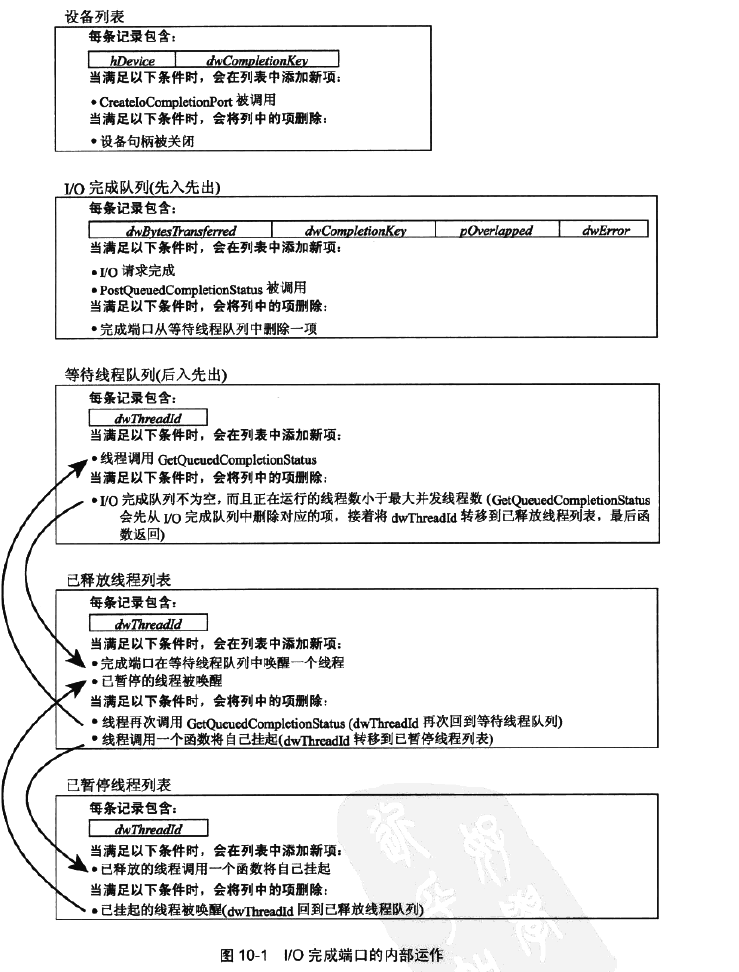 设备列表
每条记录包含：
hDevice dwCompletionKey
当满足以下条件时，会在列表中添加新项：
• CreateIoCompletionPort 被调用
当满足以下条件时，会将列中的项删除：
• 设备句柄被关闭
I/O 完成队列(先入先出)
每条记录包含：
dwBytesTransferred dwCompletionKey pOverlapped dwError
当满足以下条件时，会在列表中添加新项：
• I/O 请求完成
• PostQueuedCompletionStatus 被调用
当满足以下条件时，会将列中的项删除：
• 完成端口从等待线程队列中删除一项
等待线程队列(后入先出)
每条记录包含：
dwThreadId
当满足以下条件时，会在列表中添加新项：
• 线程调用 GetQueuedCompletionStatus
当满足以下条件时，会将列中的项删除：
• I/O 完成队列不为空，而且正在运行的线程数小于最大并发线程数 (GetQueuedCompletionStatus
会先从 I/O 完成队列中删除对应的项，接着将 dwThreadId 转移到已释放线程列表，最后函
数返回)
已释放线程列表
每条记录包含：
dwThreadId
当满足以下条件时，会在列表中添加新项：
• 完成端口在等待线程队列中唤醒一个线程
• 已暂停的线程被唤醒
当满足以下条件时，会将列中的项删除：
• 线程再次调用 GetQueuedCompletionStatus (dwThreadId 再次回到等待线程队列)
• 线程调用一个函数将自己挂起(dwThreadId 转移到已暂停线程列表)
已暂停线程列表
每条记录包含：
dwThreadId
当满足以下条件时，会在列表中添加新项：
• 已释放的线程调用一个函数将自己挂起
当满足以下条件时，会将列中的项删除：
• 已挂起的线程被唤醒(dwThreadId 回到已释放线程队列)
图 10-1 I/O 完成端口的内部运作